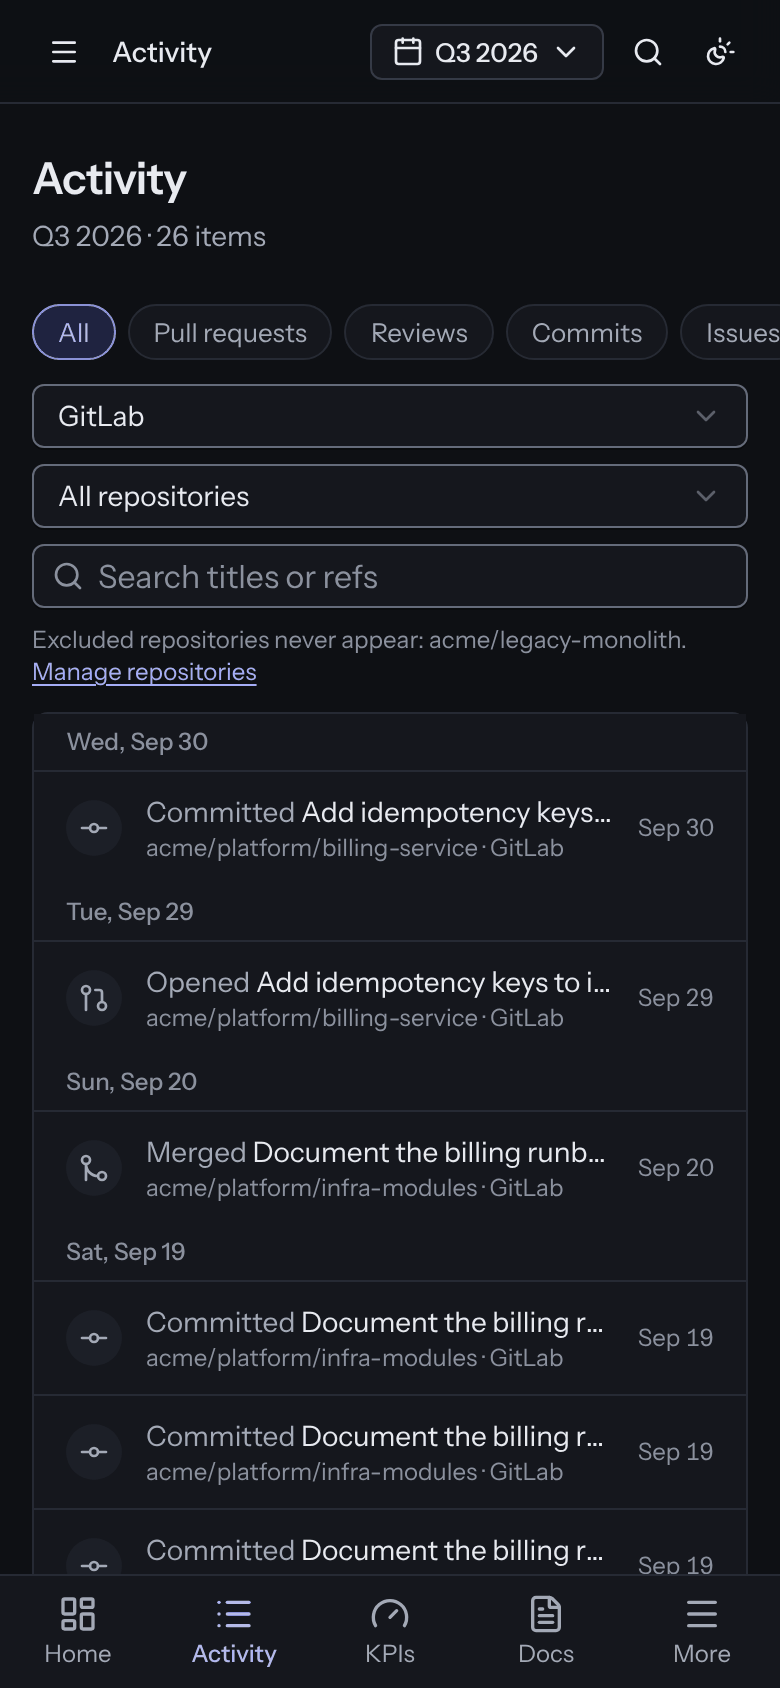 Activity
Q3 2026
Activity
Q3 2026 · 26 items
All
Pull requests
Reviews
Commits
Issues
GitLab
All repositories
Search titles or refs
Excluded repositories never appear: acme/legacy-monolith.
Manage repositories
Wed, Sep 30
Committed Add idempotency keys...
Sep 30
acme/platform/billing-service · GitLab
Tue, Sep 29
Opened Add idempotency keys to i...
Sep 29
acme/platform/billing-service · GitLab
Sun, Sep 20
Merged Document the billing runb...
Sep 20
acme/platform/infra-modules · GitLab
Sat, Sep 19
Committed Document the billing r...
Sep 19
acme/platform/infra-modules · GitLab
Committed Document the billing r...
Sep 19
acme/platform/infra-modules · GitLab
Committed Document the billing r...
Sep 19
Home
Activity
KPIs
Docs
More